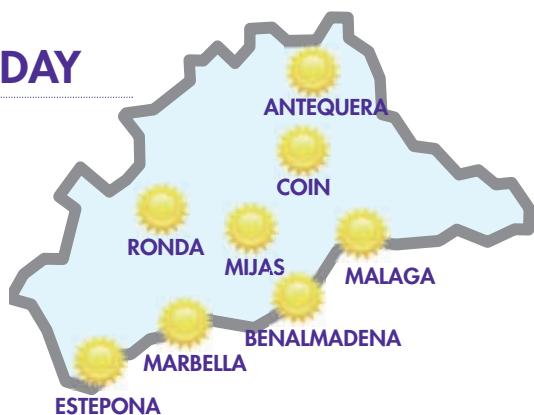 DAY
ANTEQUERA
COIN
RONDA
MIJAS
MALAGA
BENALMADENA
MARBELLA
ESTEPONA